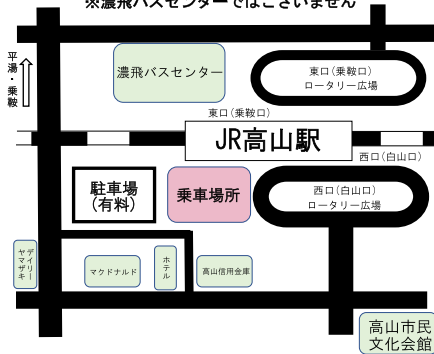 ※濃飛バスセンターではございません
平湯・乗鞍
濃飛バスセンター
東口(乗鞍口)
ロータリー広場
東口(乗鞍口)
JR高山駅
西口(白山口)
駐車場
(有料)
乗車場所
西口(白山口)
ロータリー広場
デイリー
ヤマザキ
マクドナルド
ホテル
高山信用金庫
高山市民
文化会館